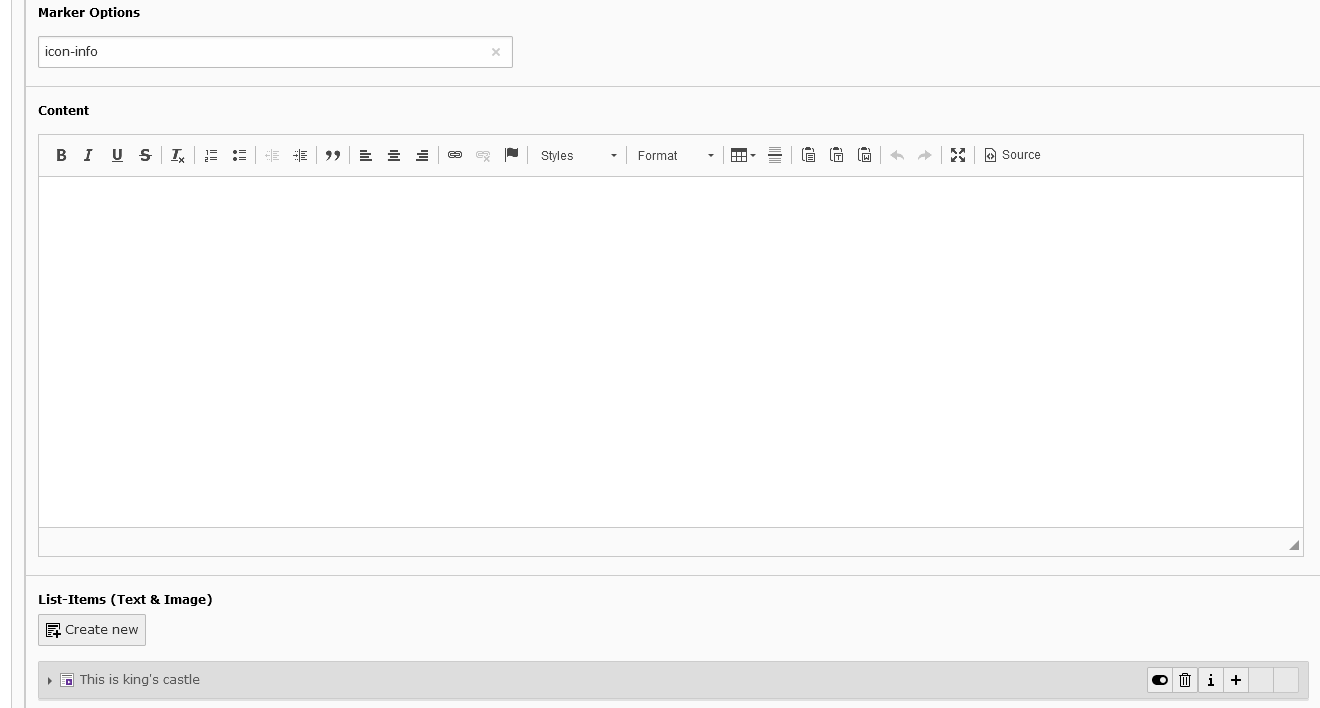 Marker Options
icon-info
Content
Styles Format Source
List-Items (Text & Image)
Create new
This is king's castle